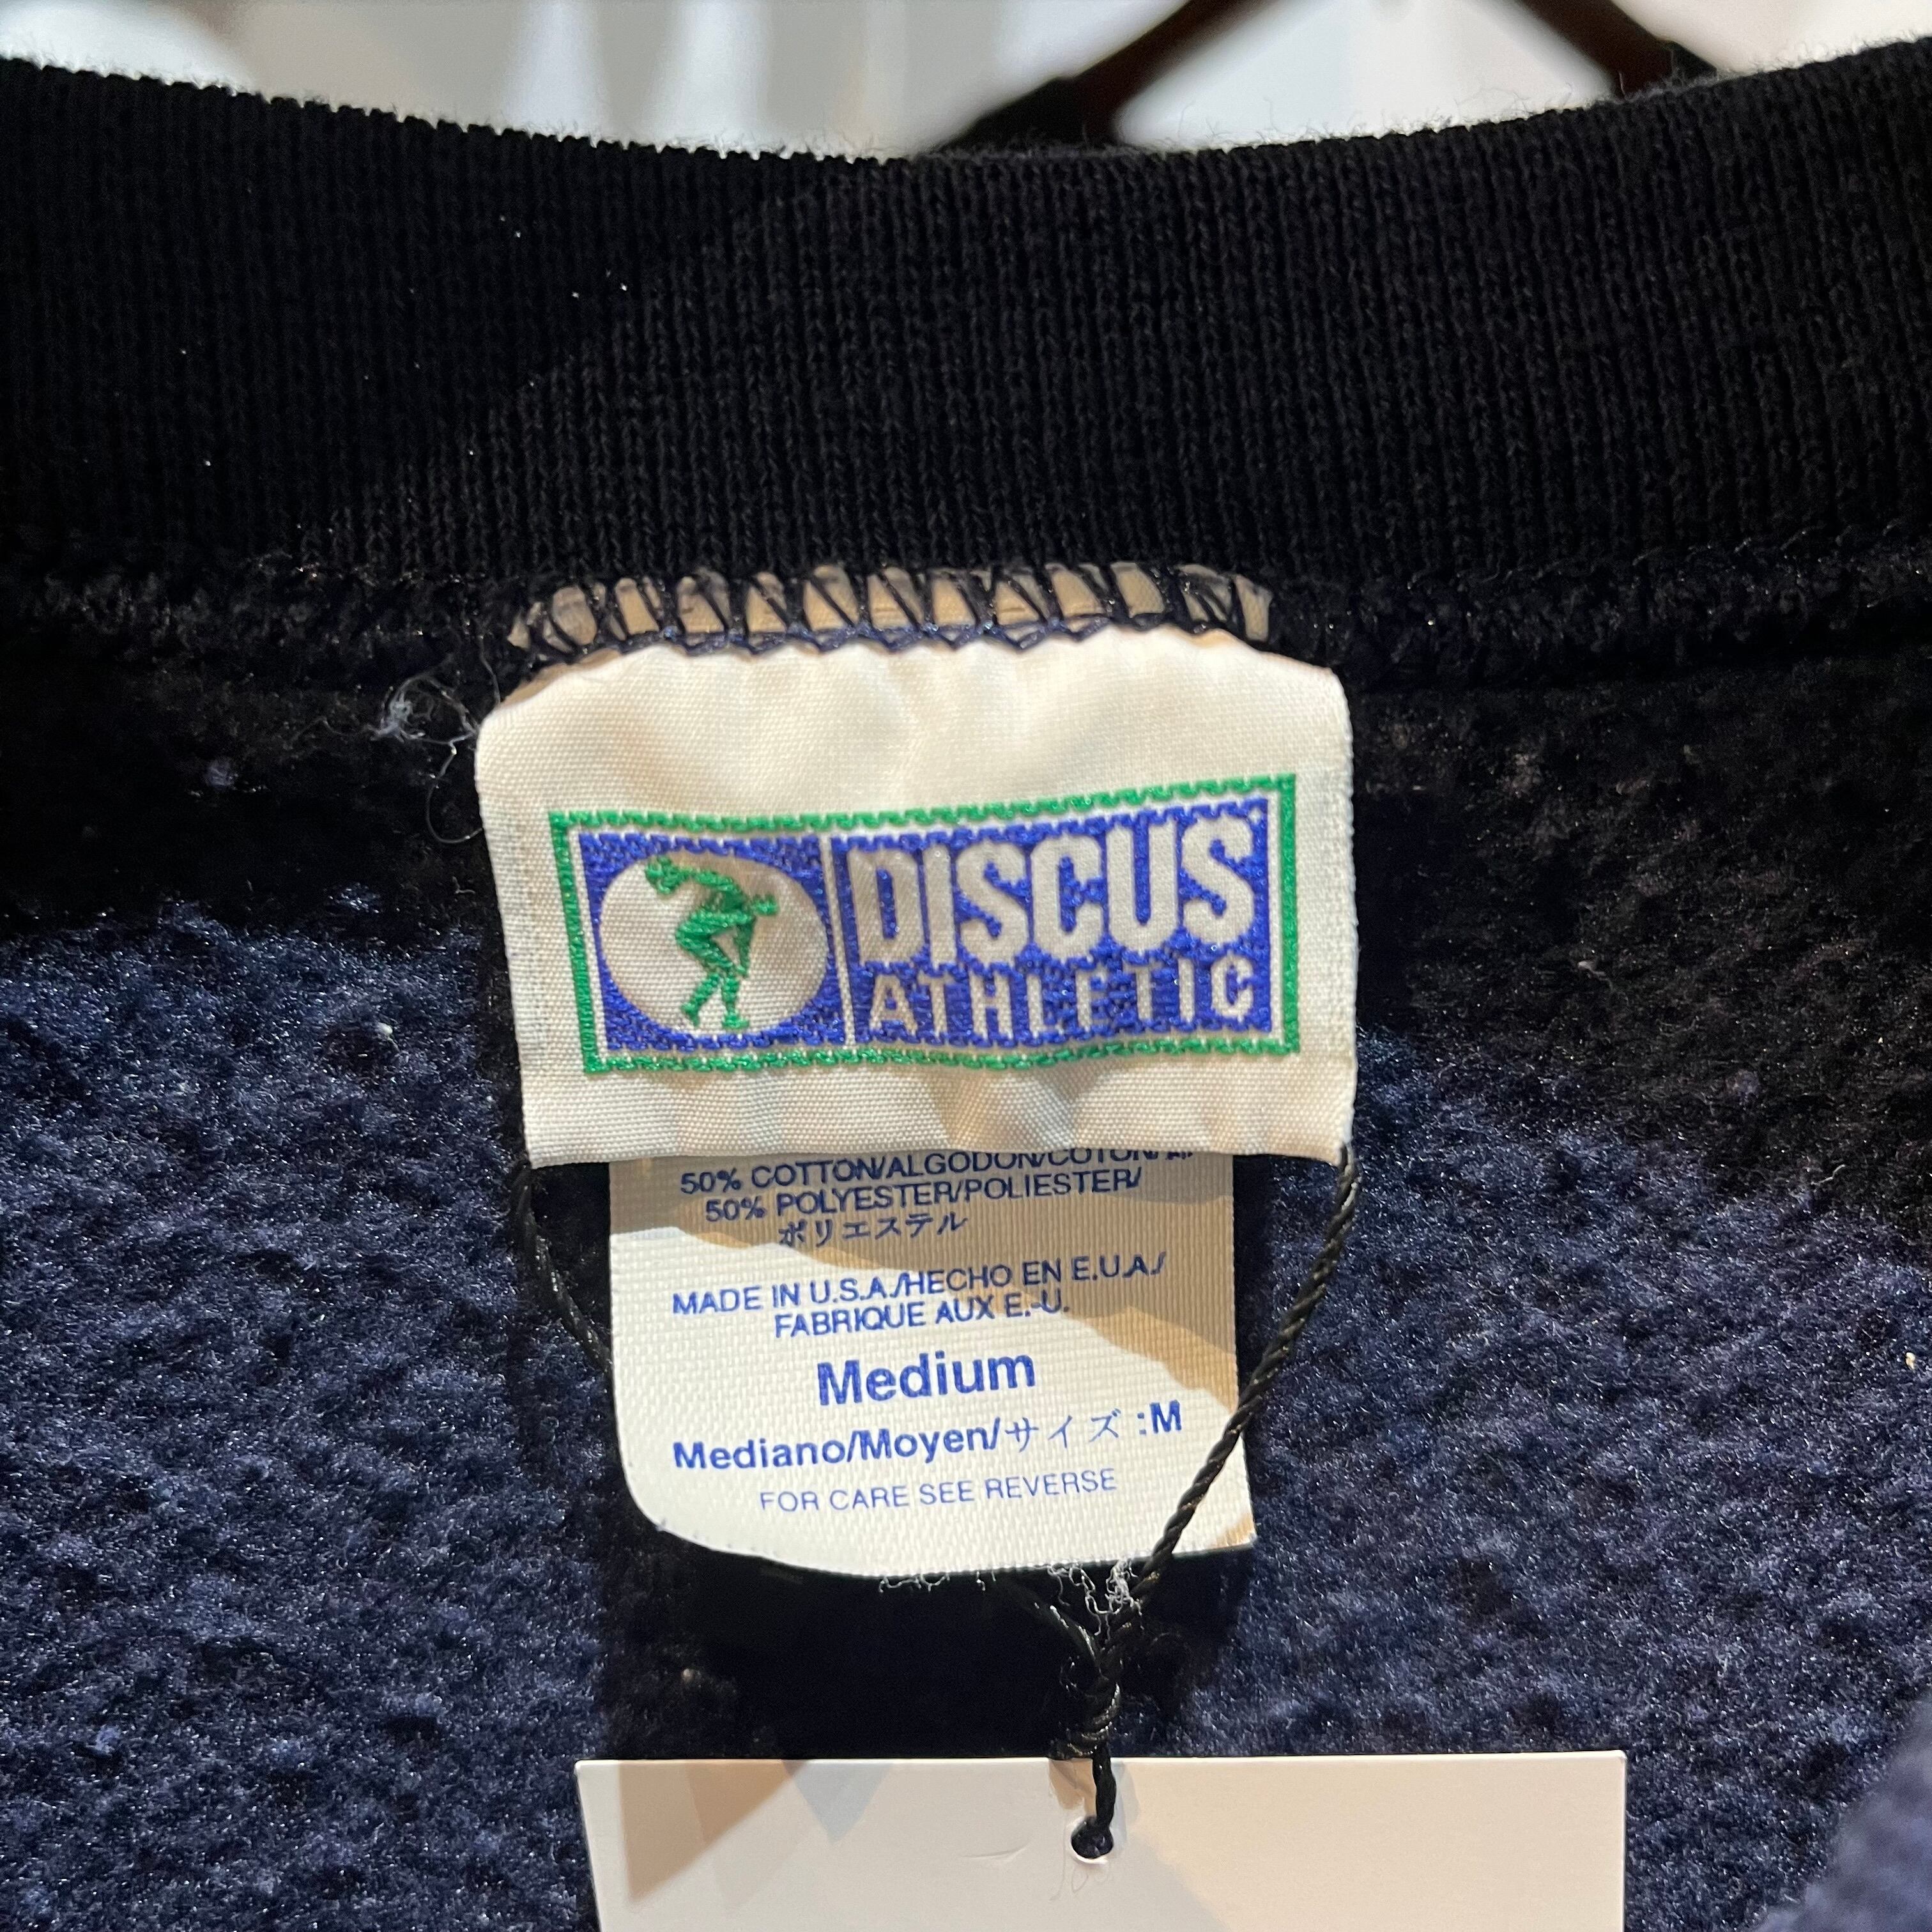 DISCUS
ATHLETIC
50% COTTON/ALGODON/COTON/
50% POLYESTER/POLIESTER/
ポリエステル
MADE IN U.S.A./HECHO EN E.U.A./
FABRIQUE AUX E.-U.
Medium
Mediano/Moyen/サイズ :M
FOR CARE SEE REVERSE